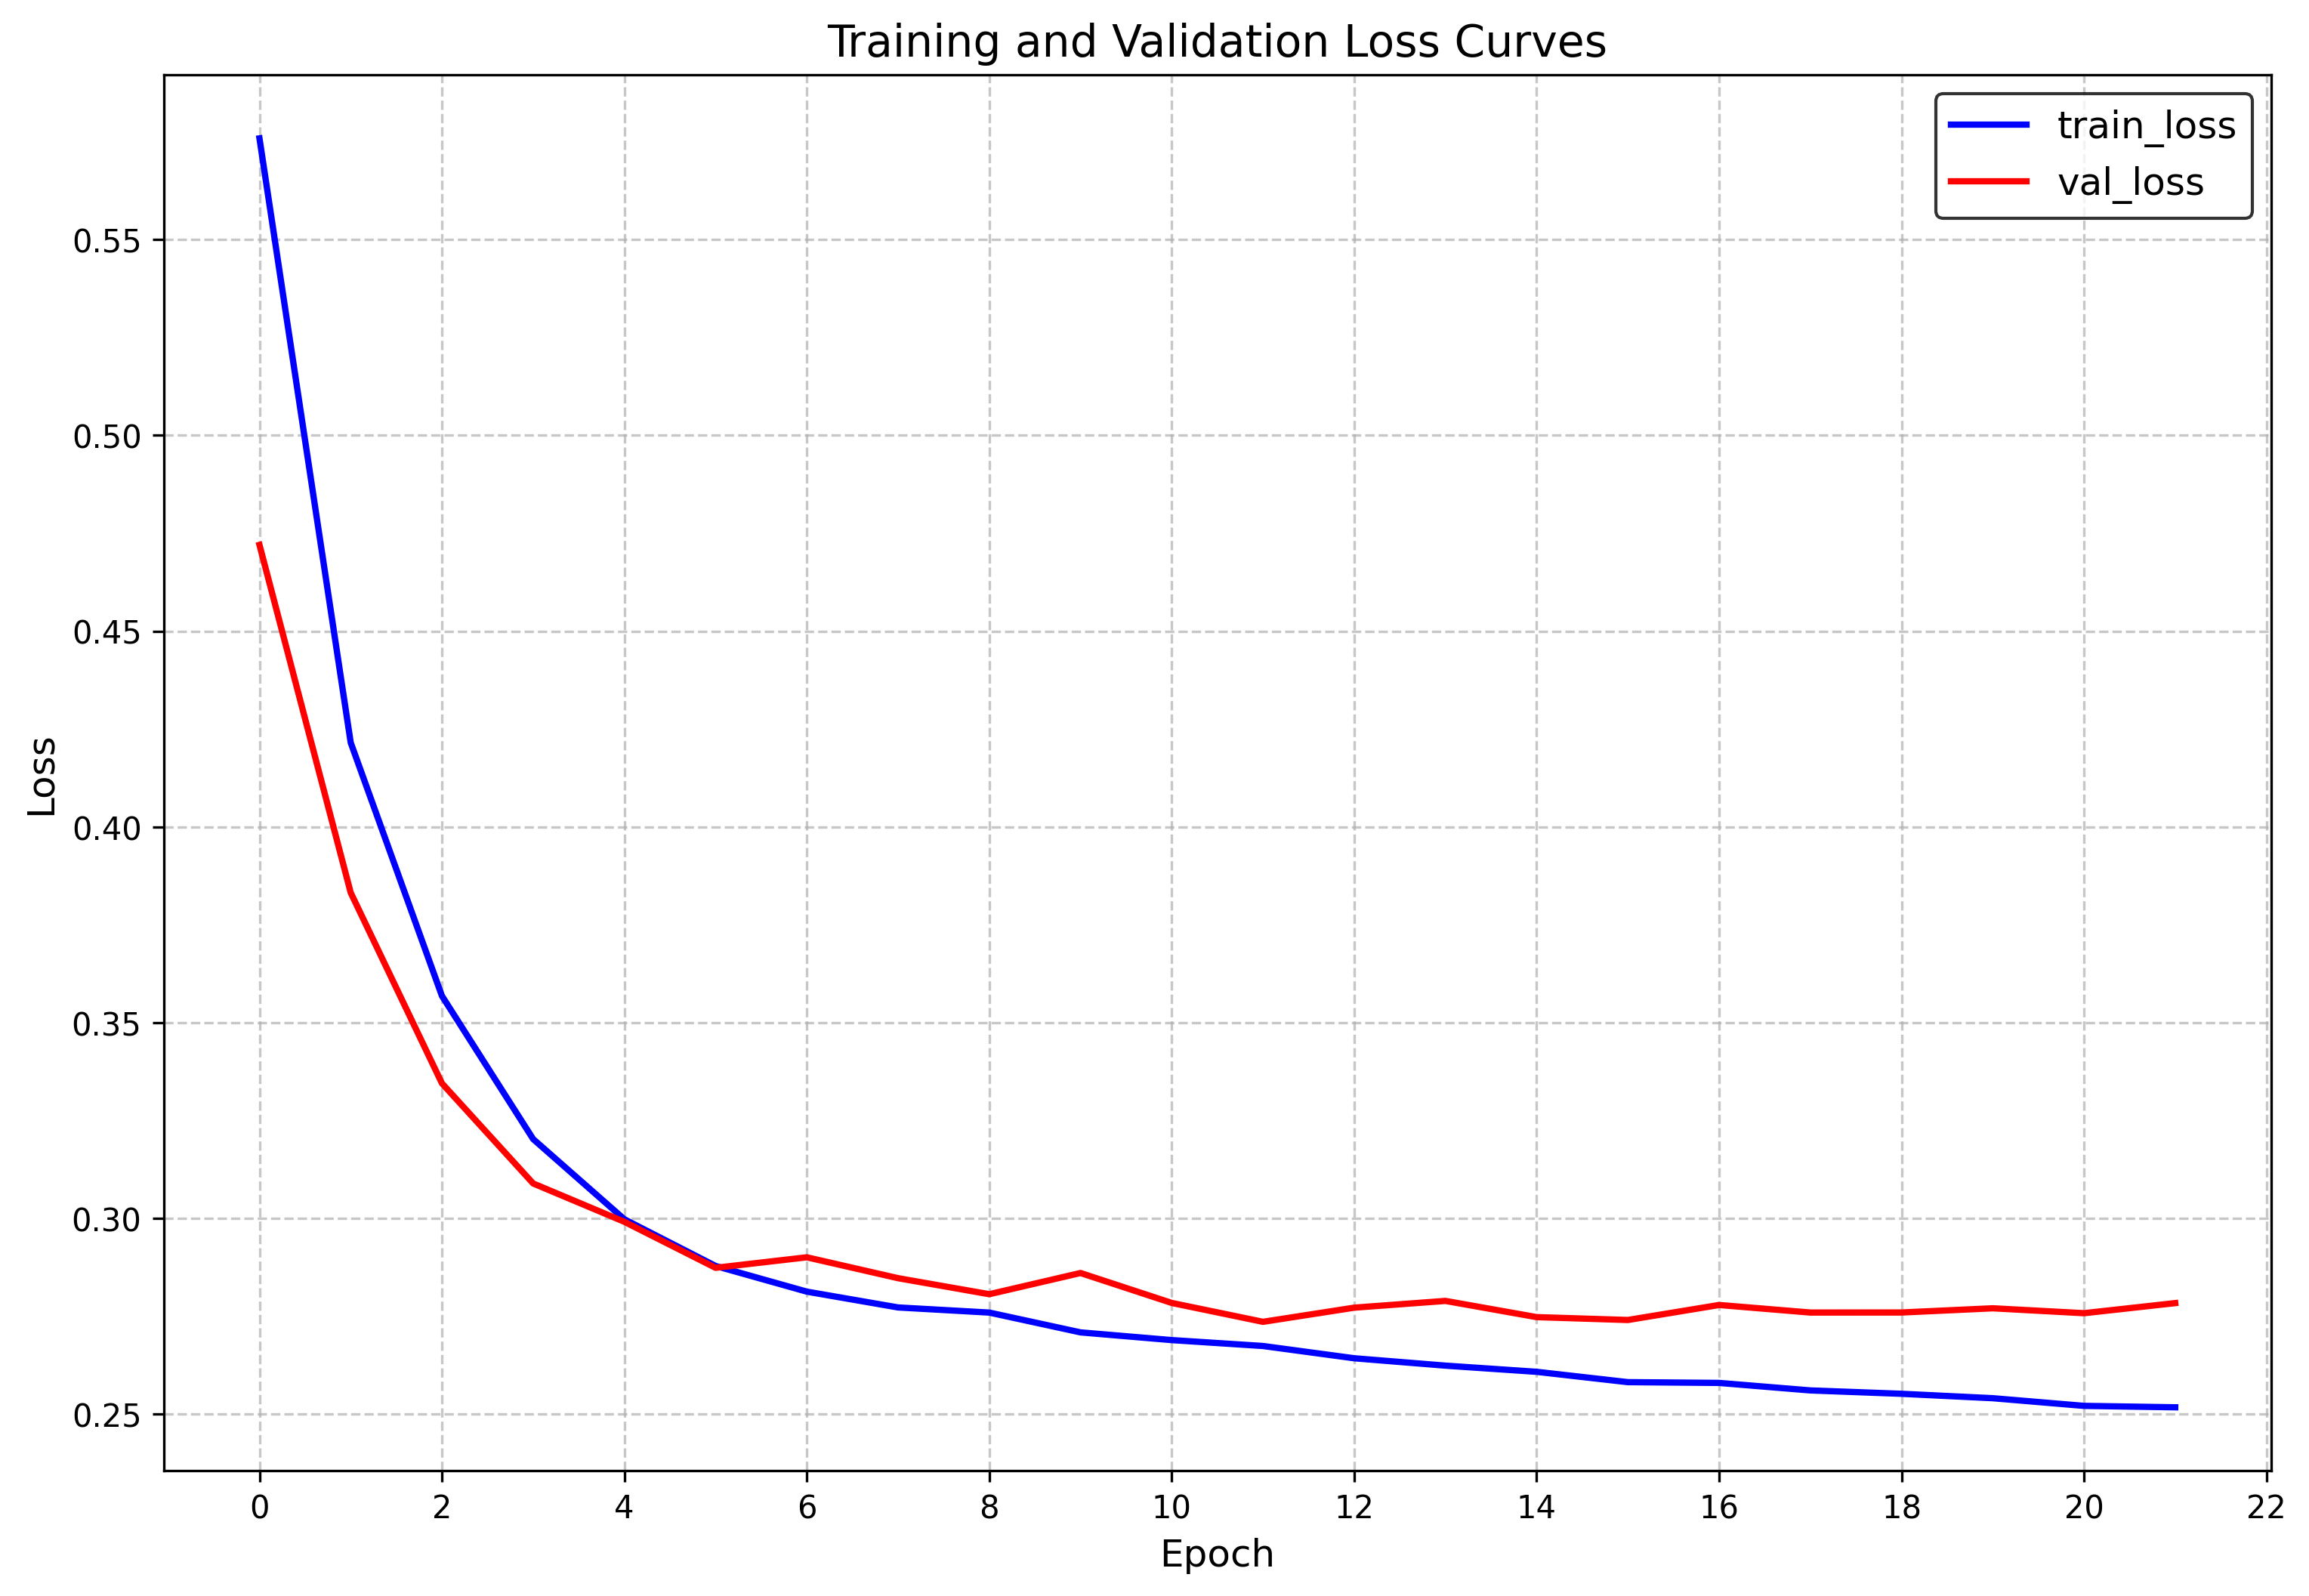 Training and Validation Loss Curves
train_loss
val_loss
0.55
0.50
0.45
0.40
0.35
0.30
0.25
Loss
0 2 4 6 8 10 12 14 16 18 20 22
Epoch